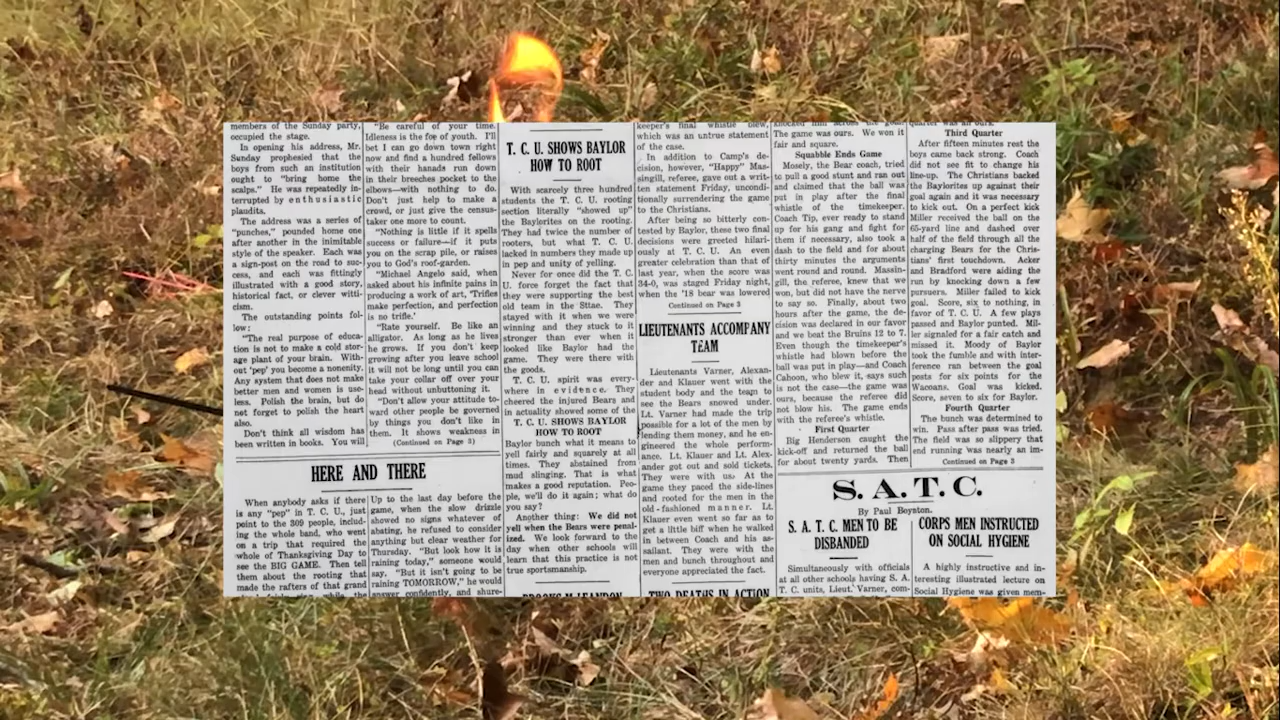 members of the Sunday party,
occupied the stage.
In opening his address, Mr.
Sunday prophesied that the
boys from such an institution
ought to "bring home the
scalps." He was repeatedly in-
terrupted by enthusiastic
plaudits.
The address was a series of
"punches," pounded home one
after another in the inimitable
style of the speaker. Each was
a sign-post on the road to suc-
cess, and each was fittingly
illustrated with a good story,
historical fact, or clever witti-
cism.
The outstanding points fol-
low:
"The real purpose of educa-
tion is not to make a cold stor-
age plant of your brain. With-
out 'pep' you become a nonenity.
Any system that does not make
better men and women is use-
less. Polish the brain, but do
not forget to polish the heart
also.
Don't think all wisdom has
been written in books. You will
"Be careful of your time.
Idleness is the foe of youth. I'll
bet I can go down town right
now and find a hundred fellows
with their hands run down
in their breeches pocket to the
elbows—with nothing to do.
Don't just help to make a
crowd, or just give the census-
taker one more to count.
"Nothing is little if it spells
success or failure—if it puts
you on the scrap pile, or raises
you to God's roof-garden.
"Michael Angelo said, when
asked about his infinite pains in
producing a work of art, 'Trifles
make perfection, and perfection
is no trifle.'
"Rate yourself. Be like an
alligator. As long as he lives
he grows. If you don't keep
growing after you leave school
it will not be long until you can
take your collar off over your
head without unbuttoning it.
"Don't allow your attitude to-
ward other people be governed
by things you don't like in
them. It shows weakness in
(Continued on Page 3)
HERE AND THERE
When anybody asks if there
is any "pep" in T. C. U., just
point to the 309 people, includ-
ing the whole band, who went
on a trip that required the
whole of Thanksgiving Day to
see the BIG GAME. Then tell
them about the rooting that
made the rafters of that grand
Up to the last day before the
game, when the slow drizzle
showed no signs whatever of
abating, he refused to consider
anything but clear weather for
Thursday. "But look how it is
raining today," someone would
say. "But it isn't going to be
raining TOMORROW," he would
answer confidently, and shure-
T. C. U. SHOWS BAYLOR
HOW TO ROOT
With scarcely three hundred
students the T. C. U. rooting
section literally "showed up"
the Baylorites on the rooting.
They had twice the number of
rooters, but what T. C. U.
lacked in numbers they made up
in pep and unity of yelling.
Never for once did the T. C.
U. force forget the fact that
they were supporting the best
old team in the Sttae. They
stayed with it when we were
winning and they stuck to it
stronger than ever when it
looked like Baylor had the
game. They were there with
the goods.
T. C. U. spirit was every-
where in evidence. They
cheered the injured Bears and
in actuality showed some of the
T. C. U. SHOWS BAYLOR
HOW TO ROOT
Baylor bunch what it means to
yell fairly and squarely at all
times. They abstained from
mud slinging. That is what
makes a good reputation. Peo-
ple, we'll do it again; what do
you say?
Another thing: We did not
yell when the Bears were penal-
ized. We look forward to the
day when other schools will
learn that this practice is not
true sportsmanship.
keeper's final whistle blew,
which was an untrue statement
of the case.
In addition to Camp's de-
cision, however, "Happy" Mas-
singill, referee, gave out a writ-
ten statement Friday, uncondi-
tionally surrendering the game
to the Christians.
After being so bitterly con-
tested by Baylor, these two final
decisions were greeted hilari-
ously at T. C. U. An even
greater celebration than that of
last year, when the score was
34-0, was staged Friday night,
when the '18 bear was lowered
Continued on Page 3
LIEUTENANTS ACCOMPANY
TEAM
Lieutenants Varner, Alexan-
der and Klauer went with the
student body and the team to
see the Bears snowed under.
Lt. Varner had made the trip
possible for a lot of the men by
lending them money, and he en-
gineered the whole perform-
ance. Lt. Klauer and Lt. Alex-
ander got out and sold tickets.
They were with us. At the
game they paced the side-lines
and rooted for the men in the
old-fashioned manner. Lt.
Klauer even went so far as to
get a little biff when he walked
in between Coach and his as-
sailant. They were with the
men and bunch throughout and
everyone appreciated the fact.
TWO DEATHS IN ACTION
knocked him across the goal.
The game was ours. We won it
fair and square.
Squabble Ends Game
Mosely, the Bear coach, tried
to pull a good stunt and ran out
and claimed that the ball was
put in play after the final
whistle of the timekeeper.
Coach Tip, ever ready to stand
up for his gang and fight for
them if necessary, also took a
dash to the field and for about
thirty minutes the arguments
went round and round. Massin-
gill, the referee, knew that we
won, but did not have the nerve
to say so. Finally, about two
hours after the game, the de-
cision was declared in our favor
and we beat the Bruins 12 to 7.
Even though the timekeeper's
whistle had blown before the
ball was put in play—and Coach
Cahoon, who blew it, says such
is not the case—the game was
ours, because the referee did
not blow his. The game ends
with the referee's whistle.
First Quarter
Big Henderson caught the
kick-off and returned the ball
for about twenty yards. Then
quarter was all ours.
Third Quarter
After fifteen minutes rest the
boys came back strong. Coach
did not see fit to change his
line-up. The Christians backed
the Baylorites up against their
goal again and it was necessary
to kick out. On a perfect kick
Miller received the ball on the
65-yard line and dashed over
half of the field through all the
charging Bears for the Chris-
tians' first touchdown. Acker
and Bradford were aiding the
run by knocking down a few
pursuers. Miller failed to kick
goal. Score, six to nothing, in
favor of T. C. U. A few plays
passed and Baylor punted. Mil-
ler signaled for a fair catch and
missed it. Moody of Baylor
took the fumble and with inter-
ference ran between the goal
posts for six points for the
Wacoans. Goal was kicked.
Score, seven to six for Baylor.
Fourth Quarter
The bunch was determined to
win. Pass after pass was tried.
The field was so slippery that
end running was nearly an im-
Continued on Page 3
S. A. T. C.
By Paul Boynton.
S. A. T. C. MEN TO BE
DISBANDED
Simultaneously with officials
at all other schools having S. A.
T. C. units, Lieut. Varner, com-
CORPS MEN INSTRUCTED
ON SOCIAL HYGIENE
A highly instructive and in-
teresting illustrated lecture on
Social Hygiene was given mem-